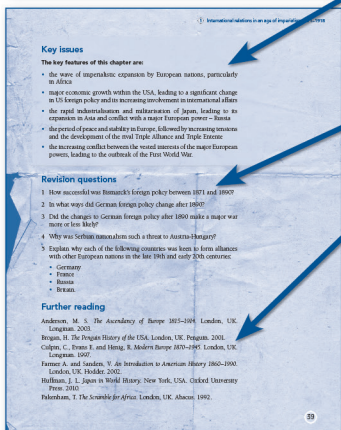 International relations in an age of imperialism
Key issues
The key features of this chapter are:
• the wave of imperialistic expansion by European nations, particularly
in Africa
• major economic growth within the USA, leading to a significant change
in US foreign policy and its increasing involvement in international affairs
• the rapid industrialisation and militarisation of Japan, leading to its
expansion in Asia and conflict with a major European power – Russia
• the period of peace and stability in Europe, followed by increasing tensions
and the development of the rival Triple Alliance and Triple Entente
• the increasing conflict between the vested interests of the major European
powers, leading to the outbreak of the First World War.
Revision questions
1 How successful was Bismarck's foreign policy between 1871 and 1890?
2 In what ways did German foreign policy change after 1890?
3 Did the changes to German foreign policy after 1890 make a major war
more or less likely?
4 Why was Serbian nationalism such a threat to Austria-Hungary?
5 Explain why each of the following countries was keen to form alliances
with other European nations in the late 19th and early 20th centuries:
• Germany
• France
• Russia
• Britain.
Further reading
Anderson, M. S. The Ascendancy of Europe 1815–1914. London, UK.
Longman. 2003.
Brogan, H. The Penguin History of the USA. London, UK. Penguin. 2001.
Culpin, C., Evans E. and Henig, R. Modern Europe 1870–1945. London, UK.
Longman. 1997.
Farmer A. and Sanders, V. An Introduction to American History 1860–1990.
London, UK. Hodder. 2002.
Huffman, J. L. Japan in World History. New York, USA. Oxford University
Press. 2010.
Pakenham, T. The Scramble for Africa. London, UK. Abacus. 1992.
39